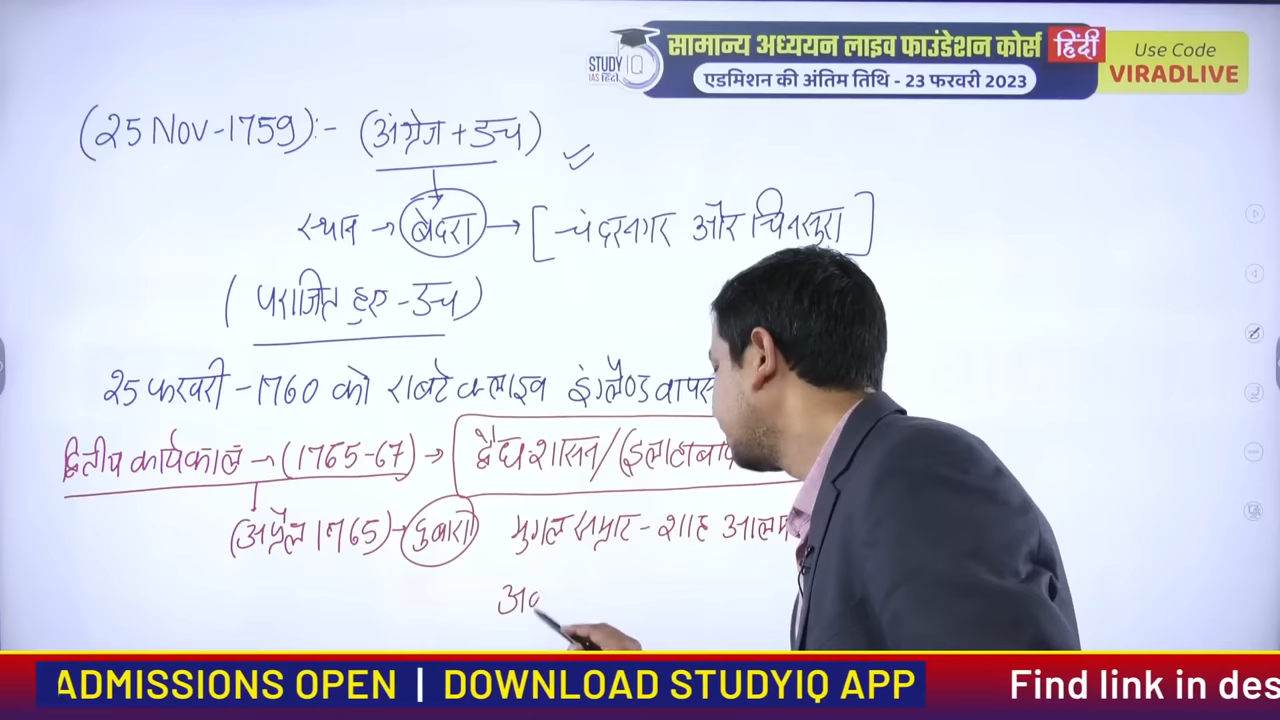 सामान्य अध्ययन लाइव फाउंडेशन कोर्स हिंदी
STUDY IQ
IAS हिंदी
एडमिशन की अंतिम तिथि - 23 फरवरी 2023
Use Code
VIRADLIVE
(25 Nov-1759):- (अंग्रेज + डच)
स्थान → बेदरा → [चंदरनगर और चिनसुरा]
(पराजित हुए - डच)
25 फरवरी - 1760 को राबर्ट क्लाइव इंग्लैण्ड वापस
द्वितीय कार्यकाल → (1765-67) → द्वैध शासन/(इलाहाबाद
(अप्रैल 1765) → दुबारा मुगल सम्राट - शाह आलम
अव
ADMISSIONS OPEN | DOWNLOAD STUDYIQ APP Find link in des